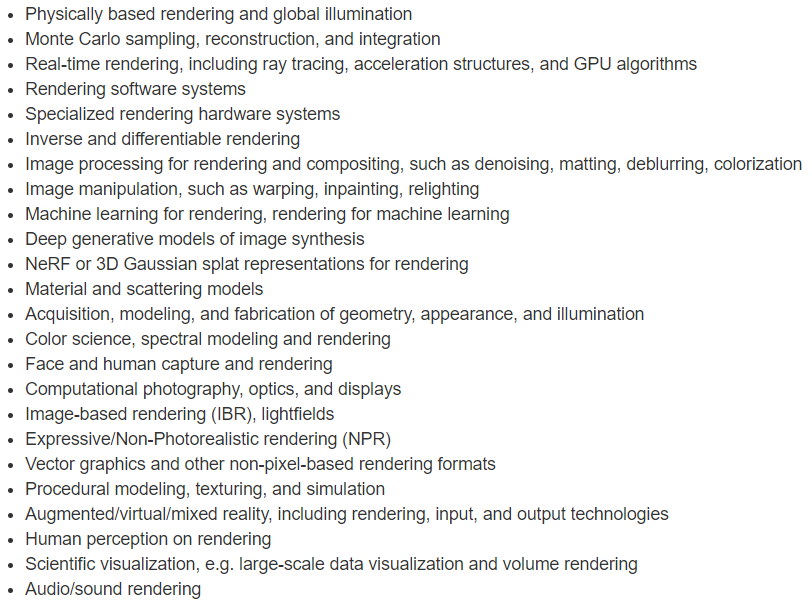 Physically based rendering and global illumination
Monte Carlo sampling, reconstruction, and integration
Real-time rendering, including ray tracing, acceleration structures, and GPU algorithms
Rendering software systems
Specialized rendering hardware systems
Inverse and differentiable rendering
Image processing for rendering and compositing, such as denoising, matting, deblurring, colorization
Image manipulation, such as warping, inpainting, relighting
Machine learning for rendering, rendering for machine learning
Deep generative models of image synthesis
NeRF or 3D Gaussian splat representations for rendering
Material and scattering models
Acquisition, modeling, and fabrication of geometry, appearance, and illumination
Color science, spectral modeling and rendering
Face and human capture and rendering
Computational photography, optics, and displays
Image-based rendering (IBR), lightfields
Expressive/Non-Photorealistic rendering (NPR)
Vector graphics and other non-pixel-based rendering formats
Procedural modeling, texturing, and simulation
Augmented/virtual/mixed reality, including rendering, input, and output technologies
Human perception on rendering
Scientific visualization, e.g. large-scale data visualization and volume rendering
Audio/sound rendering